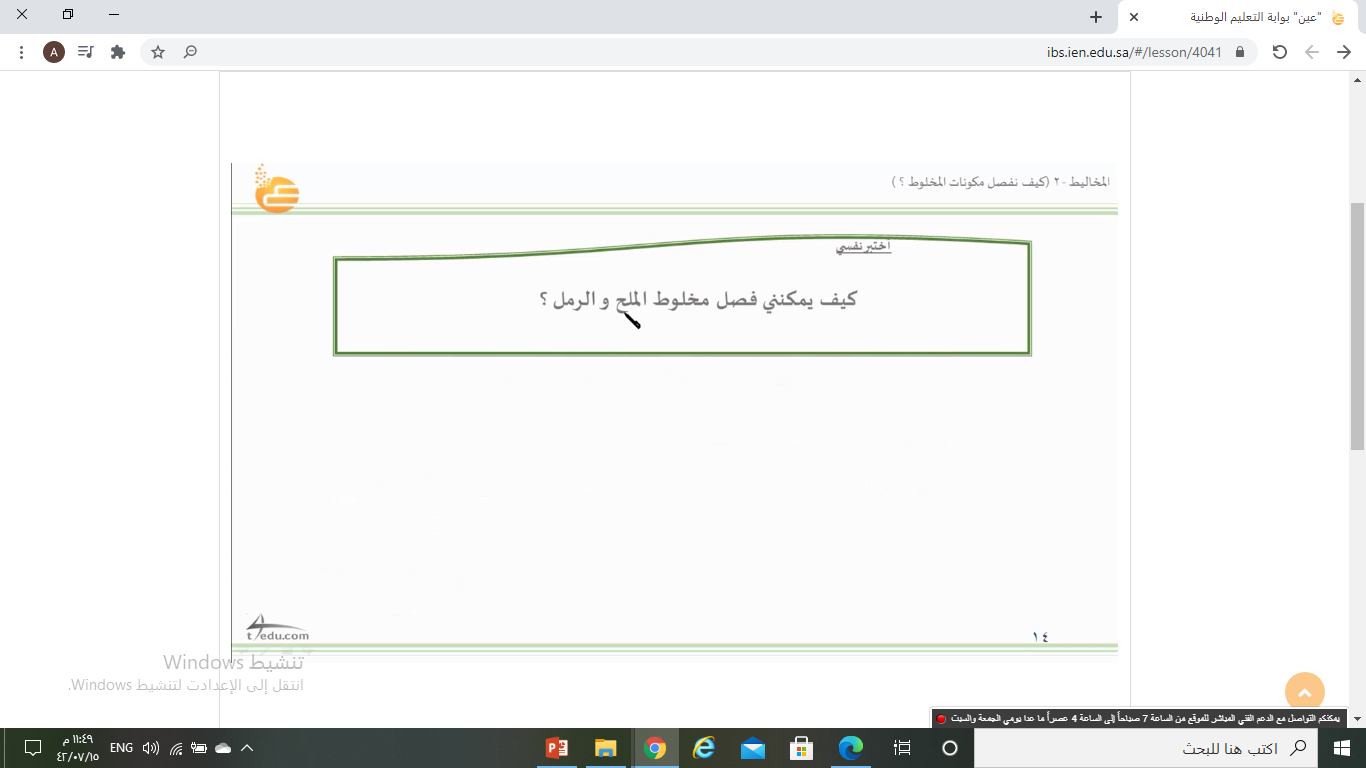 "عين" بوابة التعليم الوطنية
ibs.ien.edu.sa/#/lesson/4041
A
المخاليط -٢ (كيف نفصل مكونات المخلوط ؟ )
أختبر نفسي
كيف يمكنني فصل مخلوط الملح و الرمل ؟
t4edu.com
١٤
تنشيط Windows
انتقل إلى الإعدادت لتنشيط Windows.
يمكنكم التواصل مع الدعم الفني المباشر للموقع من الساعة 7 صباحاً إلى الساعة 4 عصراً ما عدا يومي الجمعة والسبت
اكتب هنا للبحث
ENG
١١:٤٩ م
٤٢/٠٧/١٥